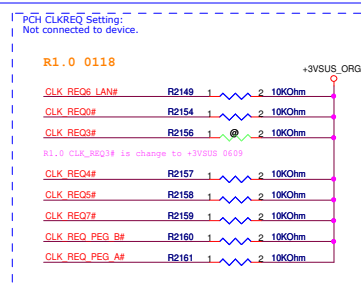 PCH CLKREQ Setting:
Not connected to device.
R1.0 0118
+3VSUS_ORG
CLK_REQ6_LAN# R2149 1 2 10KOhm
CLK_REQ0# R2154 1 2 10KOhm
CLK_REQ3# R2156 1 @ 2 10KOhm
R1.0 CLK_REQ3# is change to +3VSUS 0609
CLK_REQ4# R2157 1 2 10KOhm
CLK_REQ5# R2158 1 2 10KOhm
CLK_REQ7# R2159 1 2 10KOhm
CLK_REQ_PEG_B# R2160 1 2 10KOhm
CLK_REQ_PEG_A# R2161 1 2 10KOhm